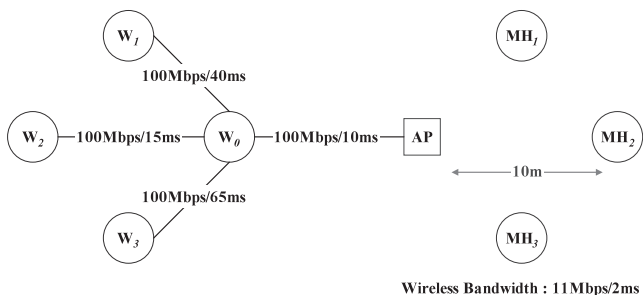 W1
MH1
100Mbps/40ms
W2
100Mbps/15ms
W0
100Mbps/10ms
AP
MH2
10m
100Mbps/65ms
W3
MH3
Wireless Bandwidth : 11Mbps/2ms